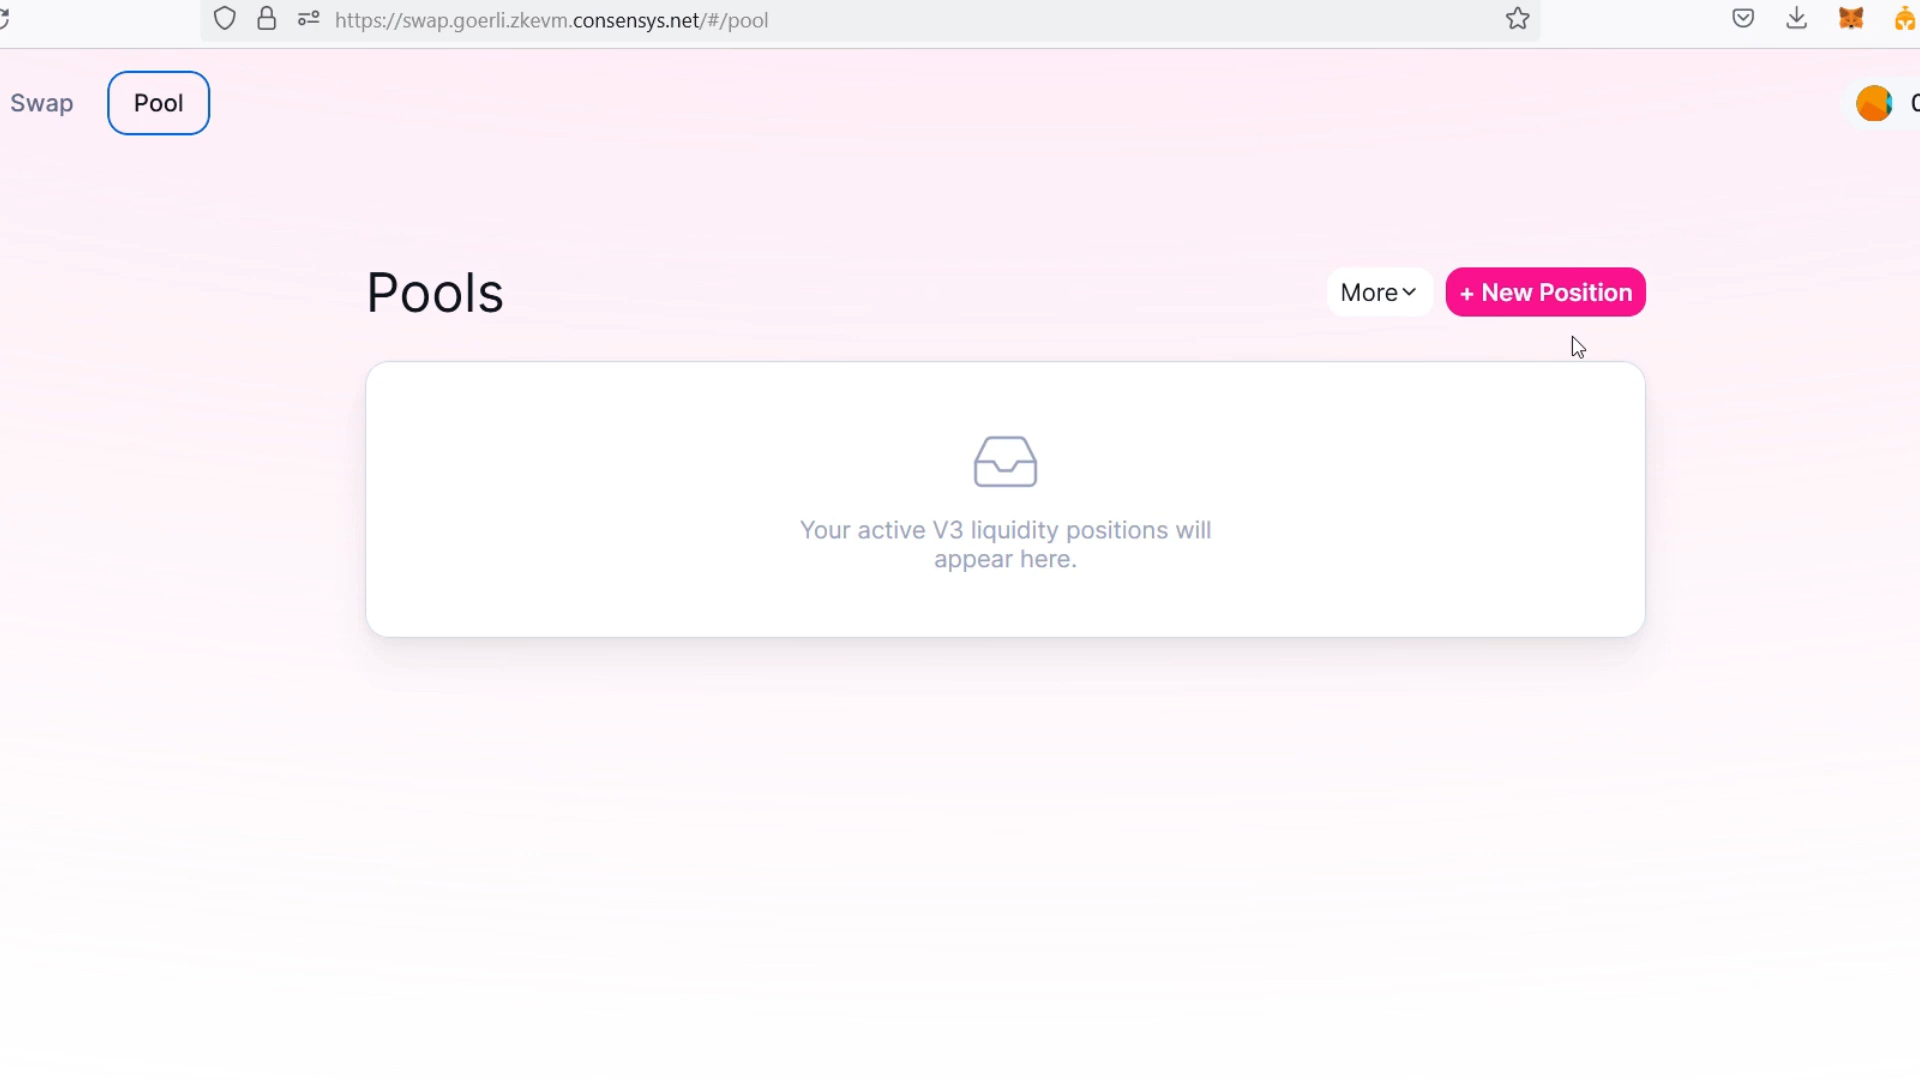 https://swap.goerli.zkevm.consensys.net/#/pool
Swap
Pool
Pools
More
+ New Position
Your active V3 liquidity positions will
appear here.